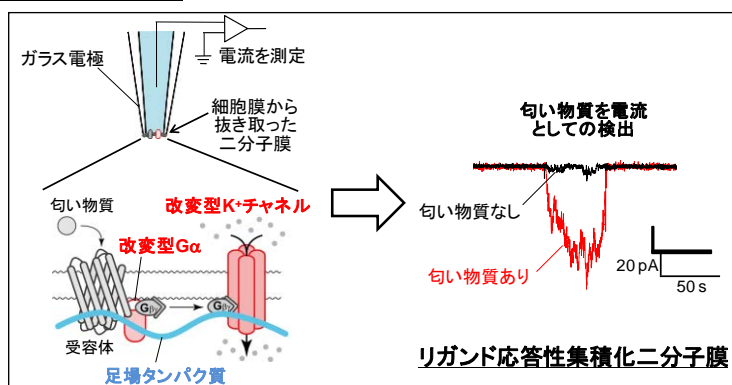 ガラス電極
電流を測定
細胞膜から
抜き取った
二分子膜
匂い物質
改変型K+チャネル
改変型Gα
Gβγ
Gβγ
受容体
足場タンパク質
匂い物質を電流
としての検出
匂い物質なし
匂い物質あり
20 pA
50 s
リガンド応答性集積化二分子膜